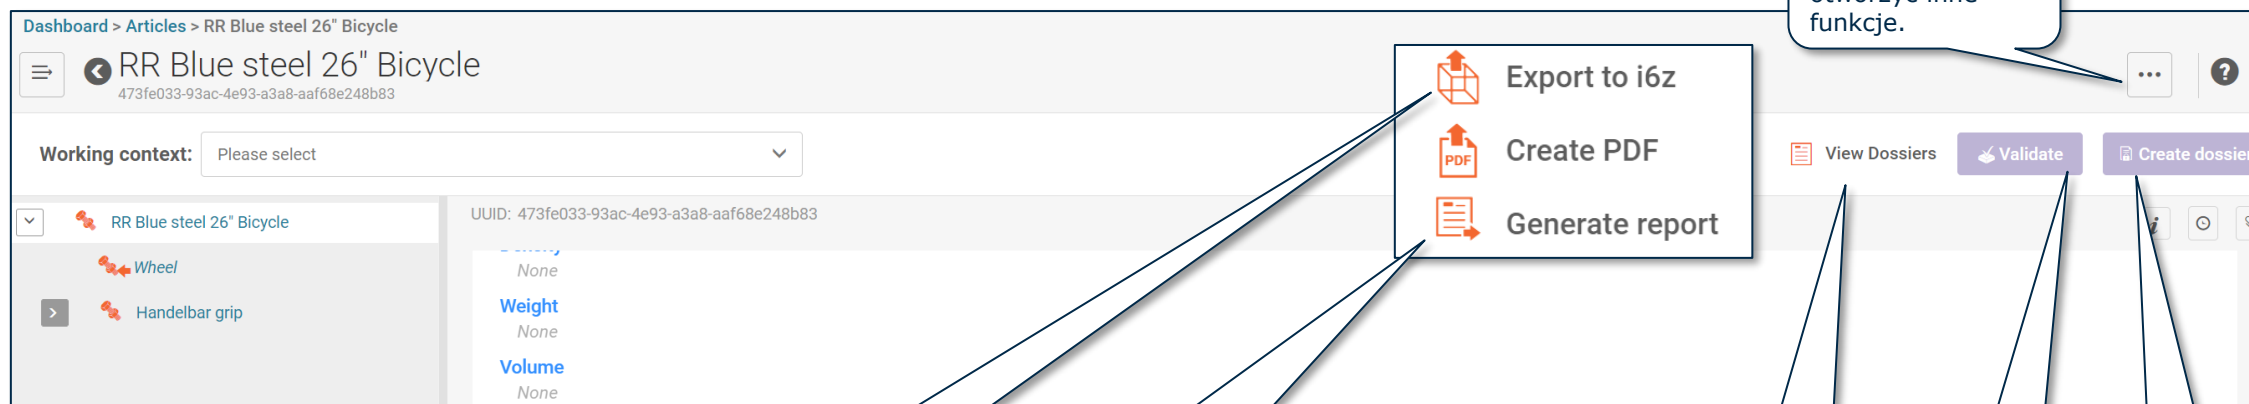 funkcje.
Dashboard > Articles > RR Blue steel 26" Bicycle
RR Blue steel 26" Bicycle
473fe033-93ac-4e93-a3a8-aaf68e248b83
Export to i6z
Create PDF
Generate report
Working context: Please select
View Dossiers
Validate
Create dossier
RR Blue steel 26" Bicycle
Wheel
Handelbar grip
UUID: 473fe033-93ac-4e93-a3a8-aaf68e248b83
None
Weight
None
Volume
None